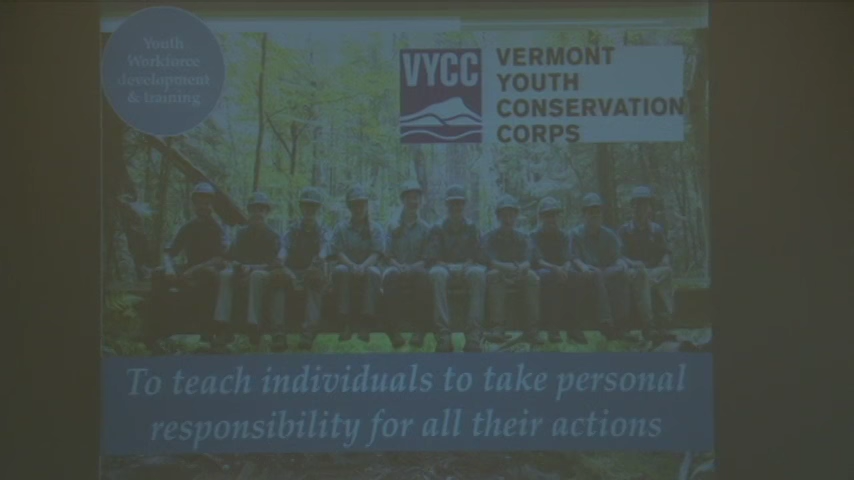 Youth
Workforce
development
& training
VYCC
VERMONT
YOUTH
CONSERVATION
CORPS
To teach individuals to take personal
responsibility for all their actions